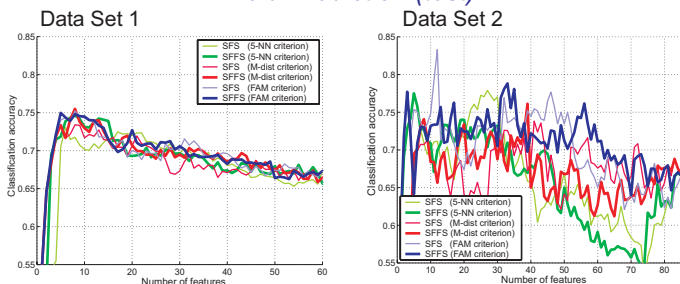 Data Set 1
Data Set 2
Classification accuracy
0.85
0.8
0.75
0.7
0.65
0.6
0.55
0
10
20
30
40
50
60
Number of features
SFS (5-NN criterion)
SFFS (5-NN criterion)
SFS (M-dist criterion)
SFFS (M-dist criterion)
SFS (FAM criterion)
SFFS (FAM criterion)
Classification accuracy
0.85
0.8
0.75
0.7
0.65
0.6
0.55
0
10
20
30
40
50
60
70
80
Number of features
SFS (5-NN criterion)
SFFS (5-NN criterion)
SFS (M-dist criterion)
SFFS (M-dist criterion)
SFS (FAM criterion)
SFFS (FAM criterion)